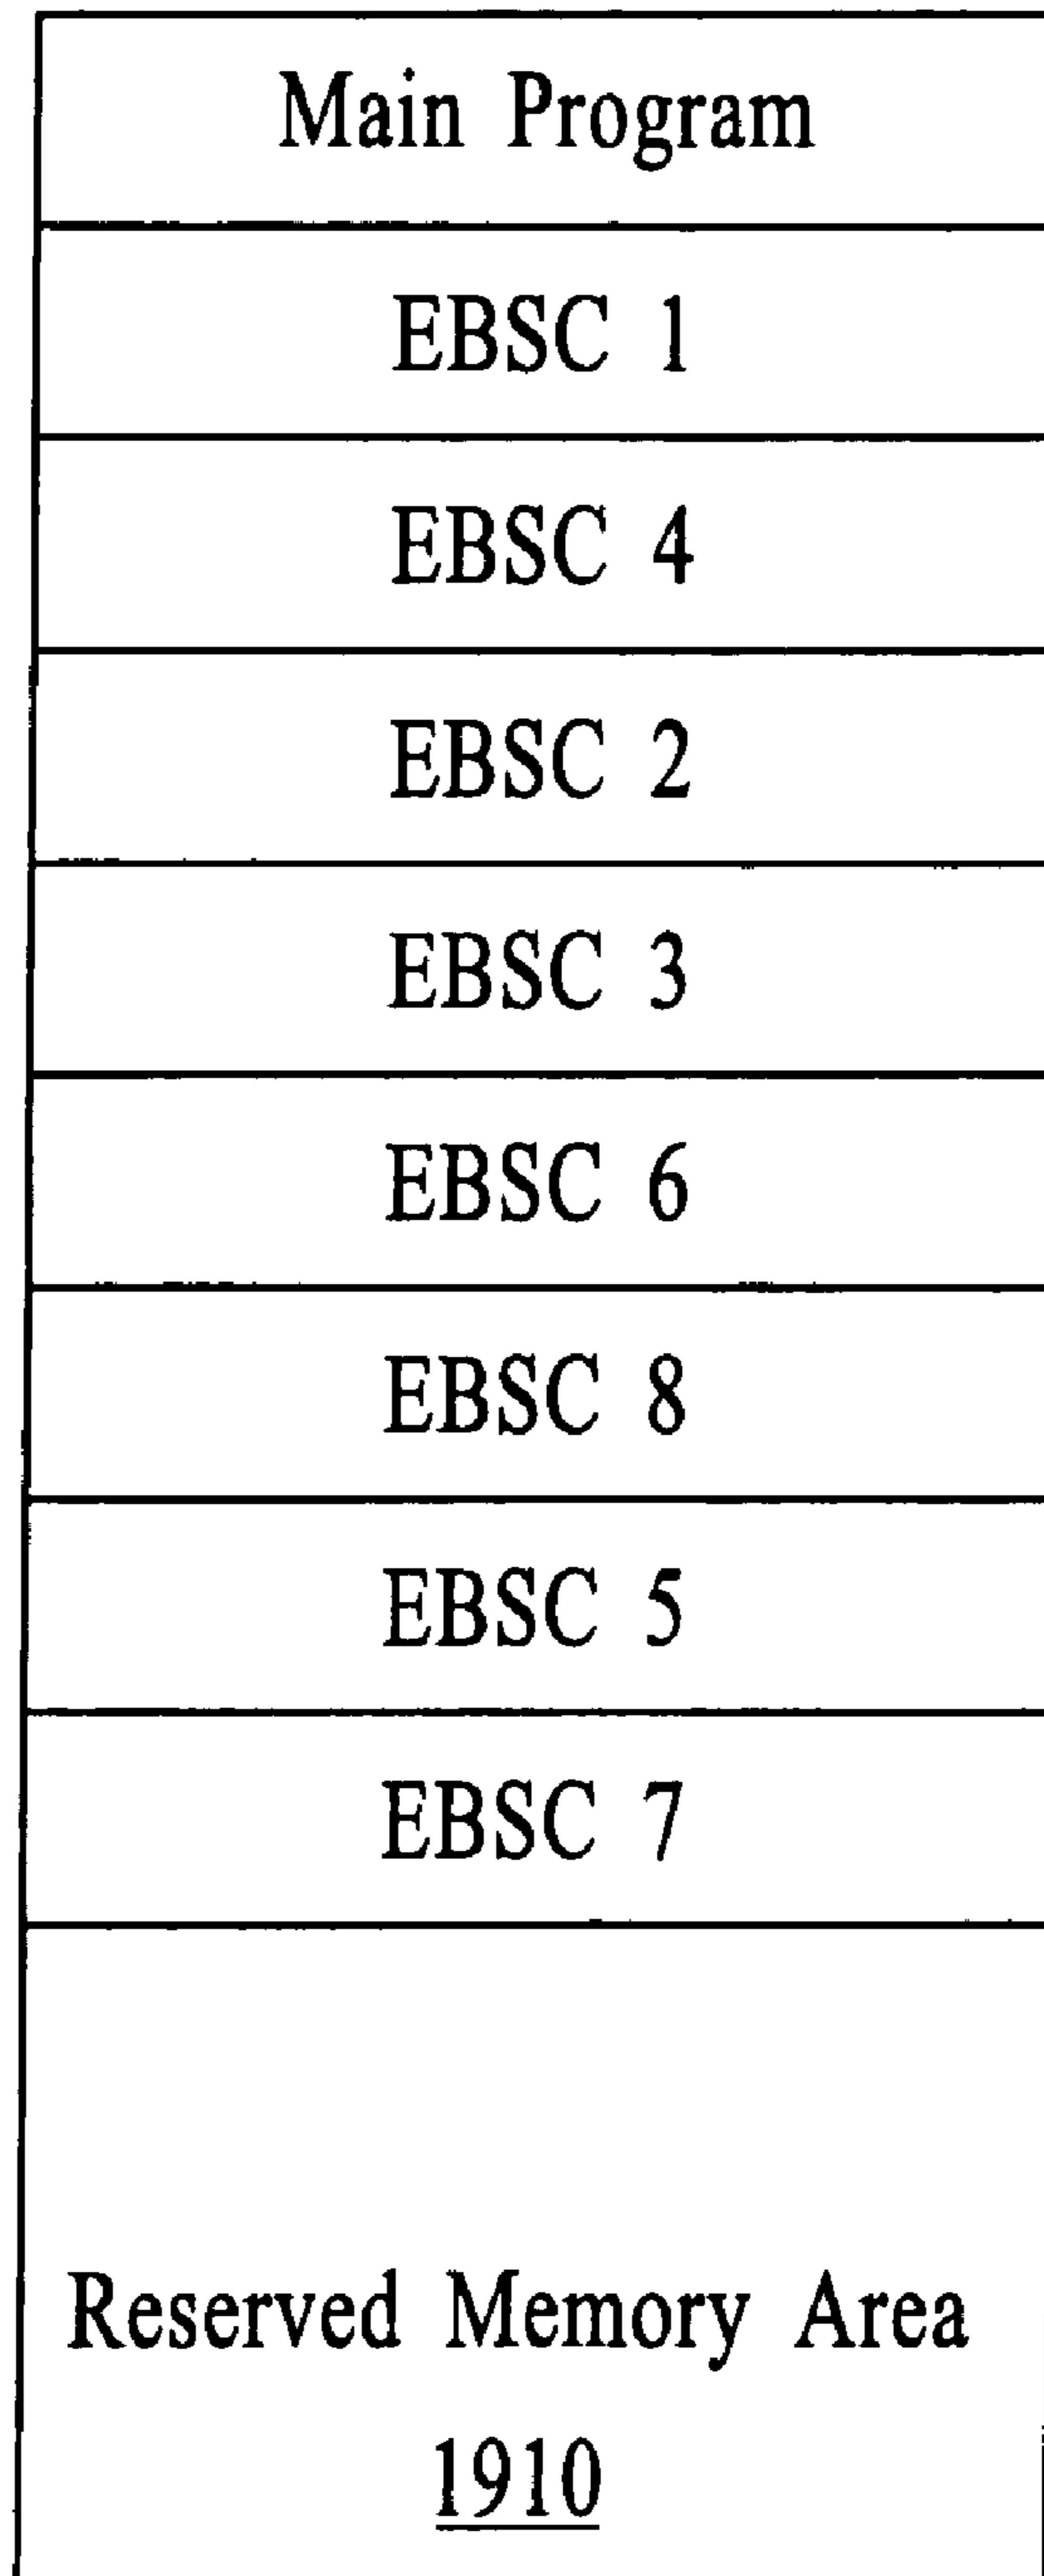 Main Program
EBSC 1
EBSC 4
EBSC 2
EBSC 3
EBSC 6
EBSC 8
EBSC 5
EBSC 7
Reserved Memory Area
1910